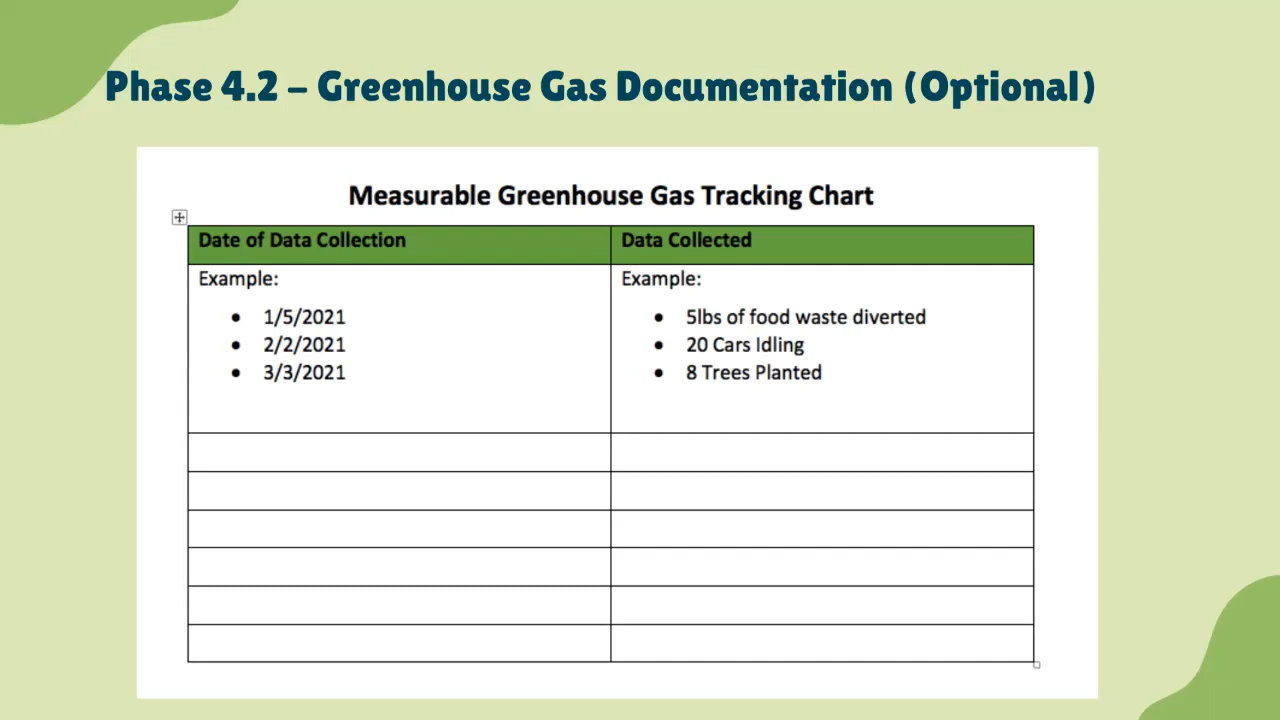 Phase 4.2 – Greenhouse Gas Documentation (Optional)
Measurable Greenhouse Gas Tracking Chart
Date of Data Collection
Data Collected
Example:
• 1/5/2021
• 2/2/2021
• 3/3/2021
Example:
• 5lbs of food waste diverted
• 20 Cars Idling
• 8 Trees Planted